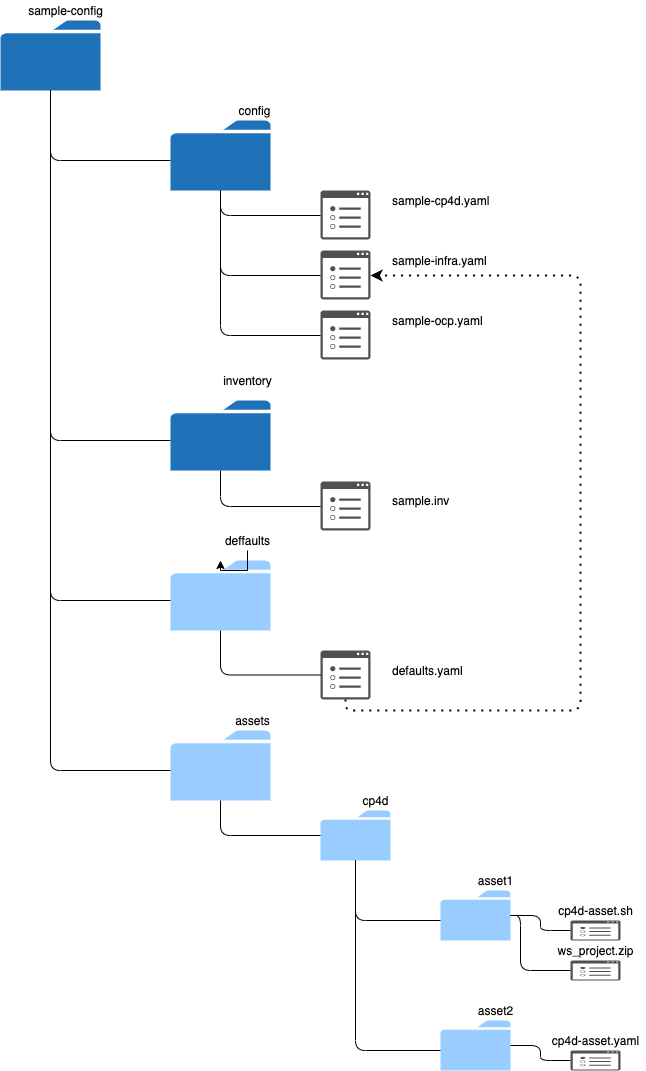 sample-config
config
sample-cp4d.yaml
sample-infra.yaml
sample-ocp.yaml
inventory
sample.inv
deffaults
defaults.yaml
assets
cp4d
asset1
cp4d-asset.sh
ws_project.zip
asset2
cp4d-asset.yaml